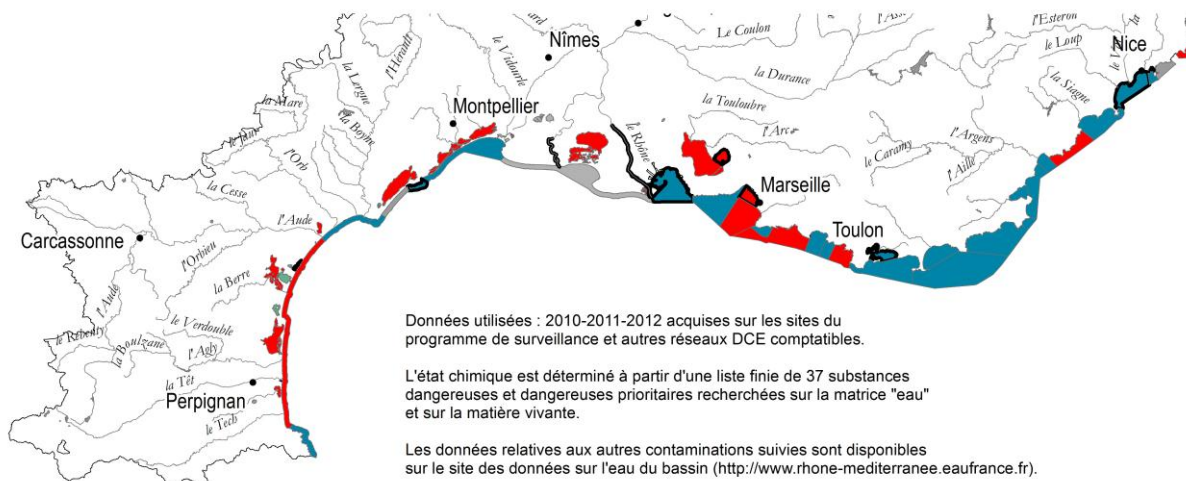 l'Esteron
Le Coulon
Nice
Nîmes
le Loup
le Vidourle
l'Hérault
la Siagne
la Durance
la Lergue
Montpellier
la Touloubre
la Mare
l'Arc
l'Argens
le Jaur
la Boyne
le Rhône
le Caramy
l'Aille
l'Orb
Marseille
la Cesse
l'Aude
Toulon
Carcassonne
l'Orbieu
la Berre
l'Aude
le Verdouble
la Boulzane
l'Agly
la Têt
Perpignan
le Tech
Données utilisées : 2010-2011-2012 acquises sur les sites du
programme de surveillance et autres réseaux DCE comptatibles.
L'état chimique est déterminé à partir d'une liste finie de 37 substances
dangereuses et dangereuses prioritaires recherchées sur la matrice "eau"
et sur la matière vivante.
Les données relatives aux autres contaminations suivies sont disponibles
sur le site des données sur l'eau du bassin (http://www.rhone-mediterranee.eaufrance.fr).